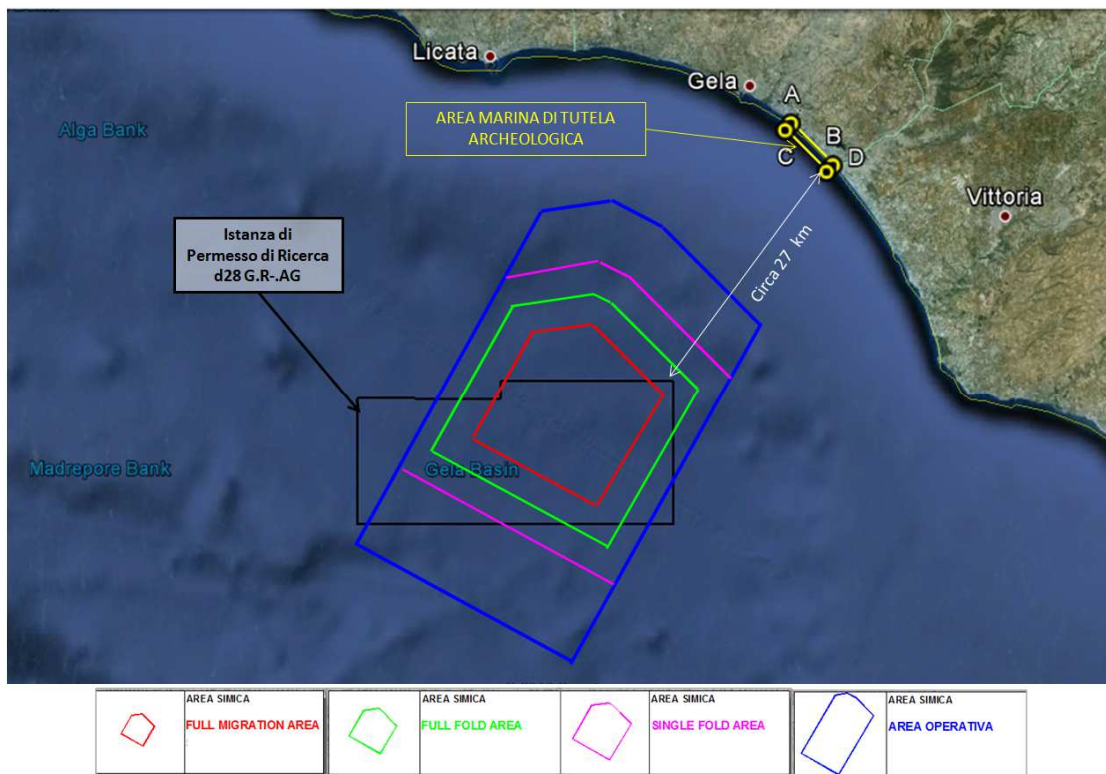 Licata
Gela
A
Alga Bank
AREA MARINA DI TUTELA
ARCHEOLOGICA
B
C
D
Vittoria
Istanza di
Permesso di Ricerca
d28 G.R-.AG
Circa 27 km
Madrepore Bank
Gela Basin
AREA SIMICA
FULL MIGRATION AREA
AREA SIMICA
FULL FOLD AREA
AREA SIMICA
SINGLE FOLD AREA
AREA SIMICA
AREA OPERATIVA